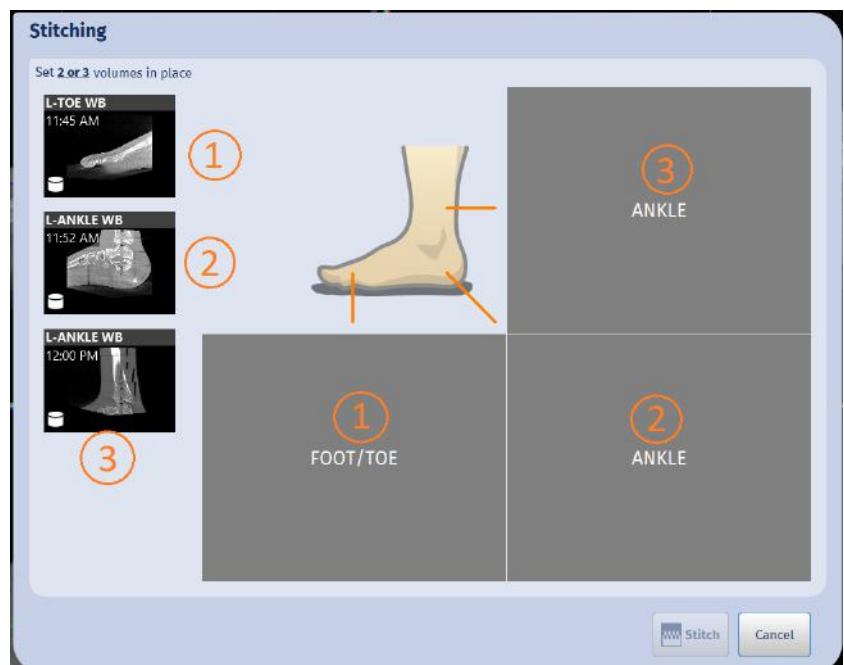 Stitching
Set 2 or 3 volumes in place
L-TOE WB
11:45 AM
1
L-ANKLE WB
11:52 AM
2
L-ANKLE WB
12:00 PM
3
3
ANKLE
1
FOOT/TOE
2
ANKLE
Stitch
Cancel